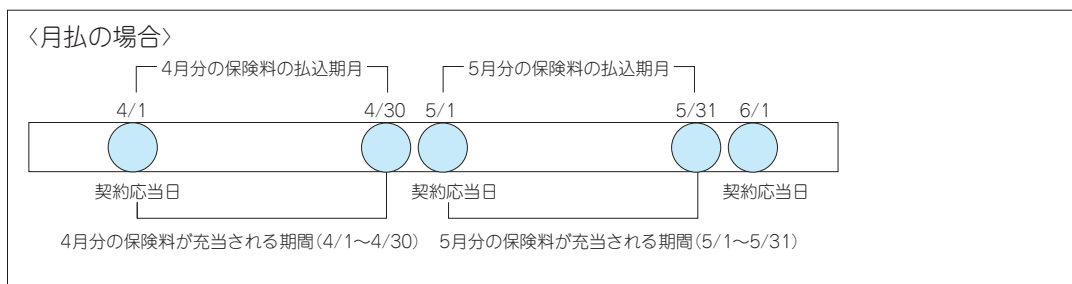 〈月払の場合〉
4月分の保険料の払込期月 5月分の保険料の払込期月
4/1 4/30 5/1 5/31 6/1
契約応当日 契約応当日 契約応当日
4月分の保険料が充当される期間(4/1～4/30) 5月分の保険料が充当される期間(5/1～5/31)